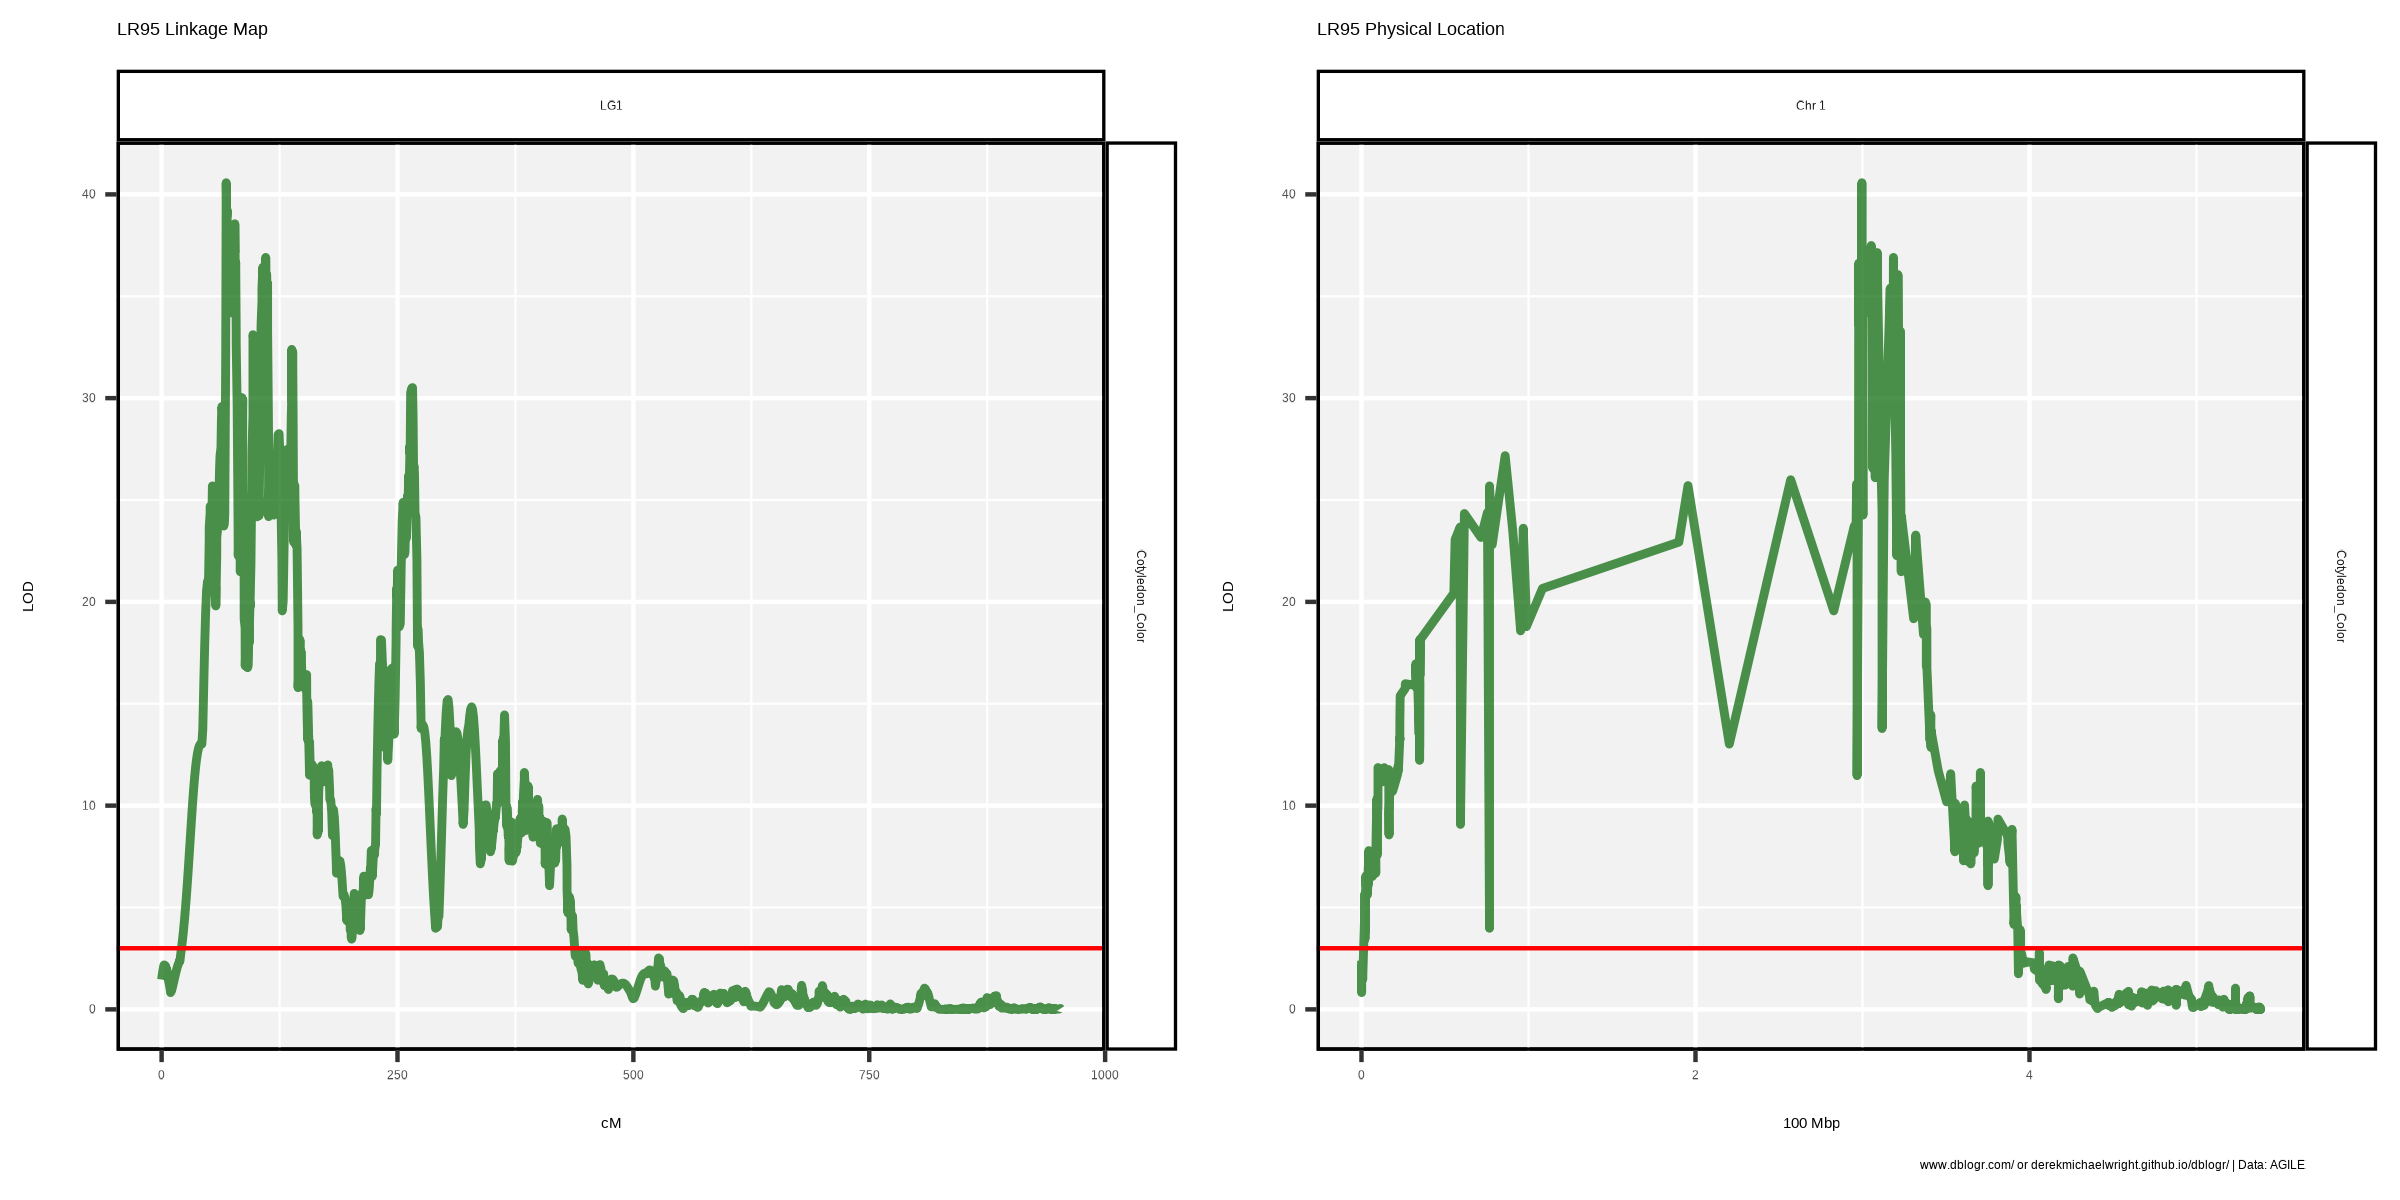 LR95 Linkage Map
LG1
Cotyledon_Color
LOD
40
30
20
10
0
0
250
500
750
1000
cM
LR95 Physical Location
Chr 1
Cotyledon_Color
LOD
40
30
20
10
0
0
2
4
100 Mbp
www.dblogr.com/ or derekmichaelwright.github.io/dblogr/ | Data: AGILE